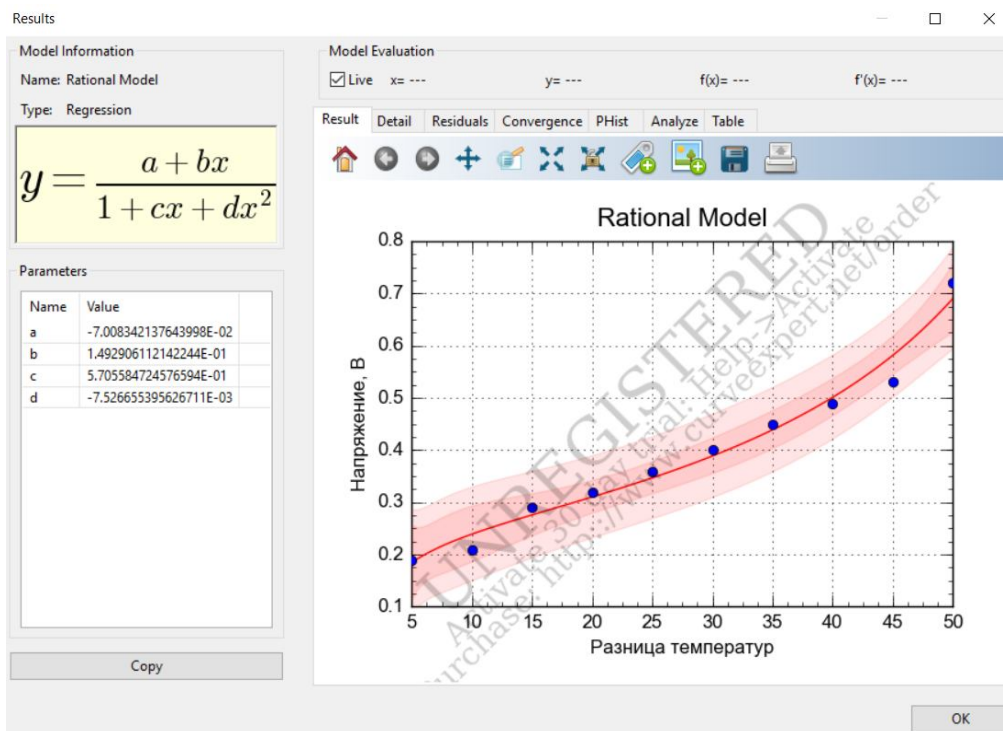 Results
Model Information
Name: Rational Model
Type: Regression
y = a + bx / 1 + cx + dx²
Parameters
Name Value
a -7.008342137643998E-02
b 1.492906112142244E-01
c 5.705584724576594E-01
d -7.526655395626711E-03
Copy
Model Evaluation
Live x= --- y= --- f(x)= --- f'(x)= ---
Result Detail Residuals Convergence PHist Analyze Table
Rational Model
0.8
0.7
0.6
0.5
0.4
0.3
0.2
0.1
Напряжение, В
5 10 15 20 25 30 35 40 45 50
Разница температур
UNREGISTERED
Activate 30 day trial: Help->Activate
Purchase: http://www.curveexpert.net/order
OK